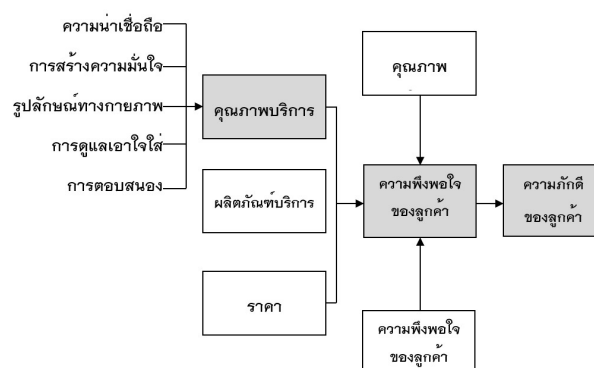 ความน่าเชื่อถือ
การสร้างความมั่นใจ
รูปลักษณ์ทางกายภาพ
การดูแลเอาใจใส่
การตอบสนอง
คุณภาพบริการ
ผลิตภัณฑ์บริการ
ราคา
คุณภาพ
ความพึงพอใจ
ของลูกค้า
ความพึงพอใจ
ของลูกค้า
ความภักดี
ของลูกค้า